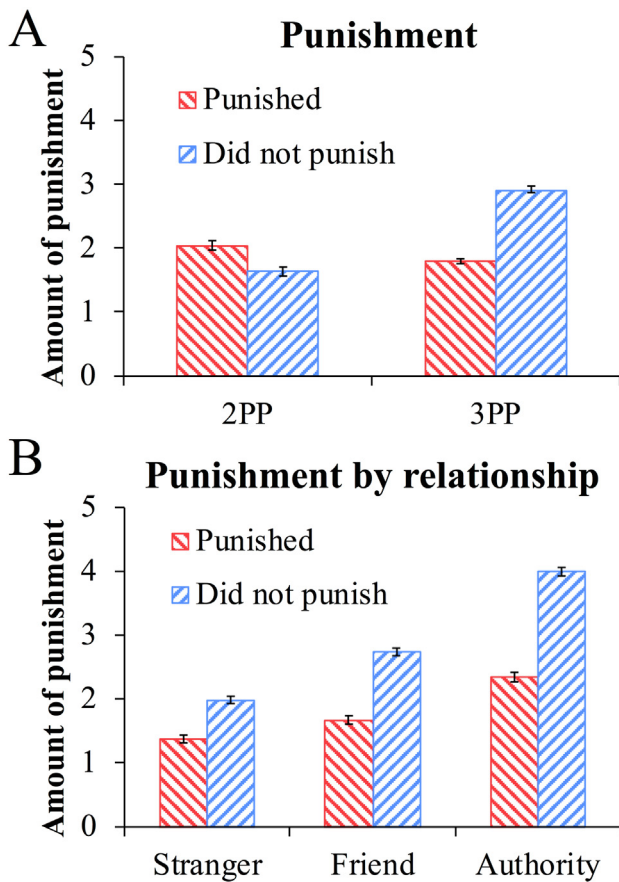 A
Punishment
Amount of punishment
5
4
3
2
1
0
Punished
Did not punish
2PP
3PP
B
Punishment by relationship
Amount of punishment
5
4
3
2
1
0
Punished
Did not punish
Stranger
Friend
Authority